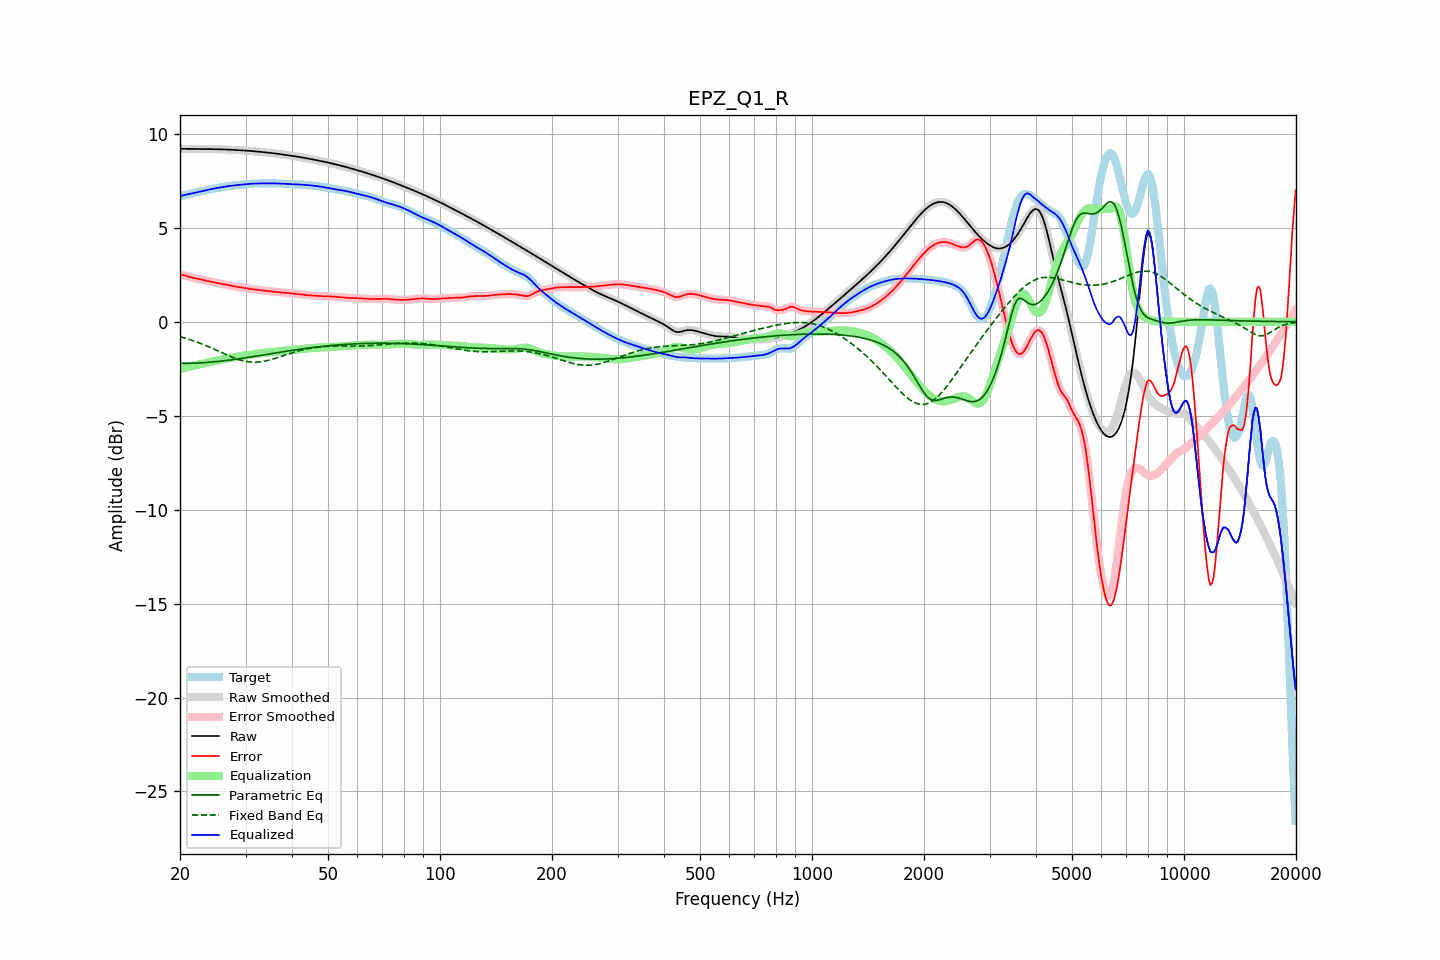 EPZ_Q1_R
Amplitude (dBr)
10
5
0
−5
−10
−15
−20
−25
Target
Raw Smoothed
Error Smoothed
Raw
Error
Equalization
Parametric Eq
Fixed Band Eq
Equalized
20 50 100 200 500 1000 2000 5000 10000 20000
Frequency (Hz)